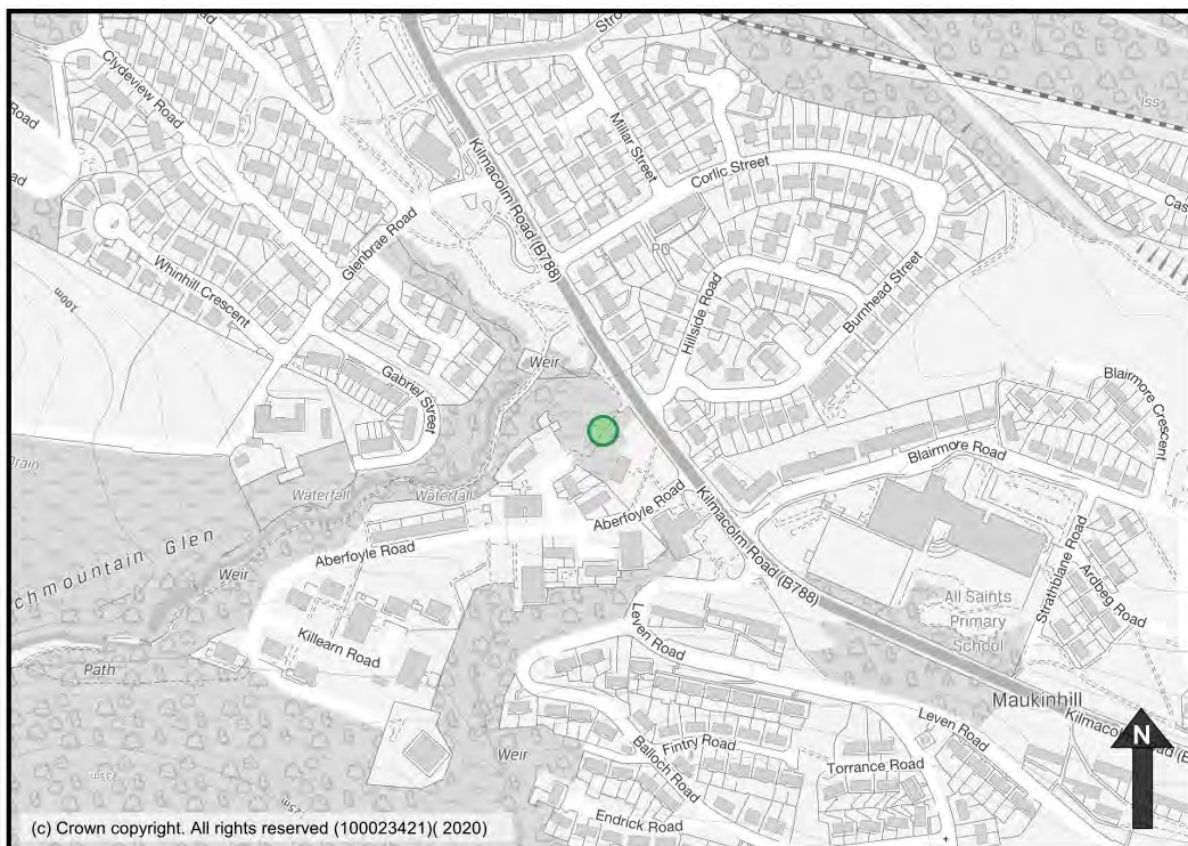 Clydeview Road
Road
Whinhill Crescent
Glenbrae Road
100m
Gabriel Street
Kilmacolm Road (B788)
Millar Street
Corlic Street
PO
Hillside Road
Burnhead Street
Weir
Blairmore Crescent
Blairmore Road
Drain
Waterfall
Waterfall
Aberfoyle Road
Aberfoyle Road
Kilmacolm Road (B788)
Weir
Killearn Road
Path
Leven Road
All Saints
Primary
School
Strathblane Road
Ardbeg Road
Maukinhill
Leven Road
Weir
Fintry Road
Balloch Road
Torrance Road
Endrick Road
N
(c) Crown copyright. All rights reserved (100023421)( 2020)